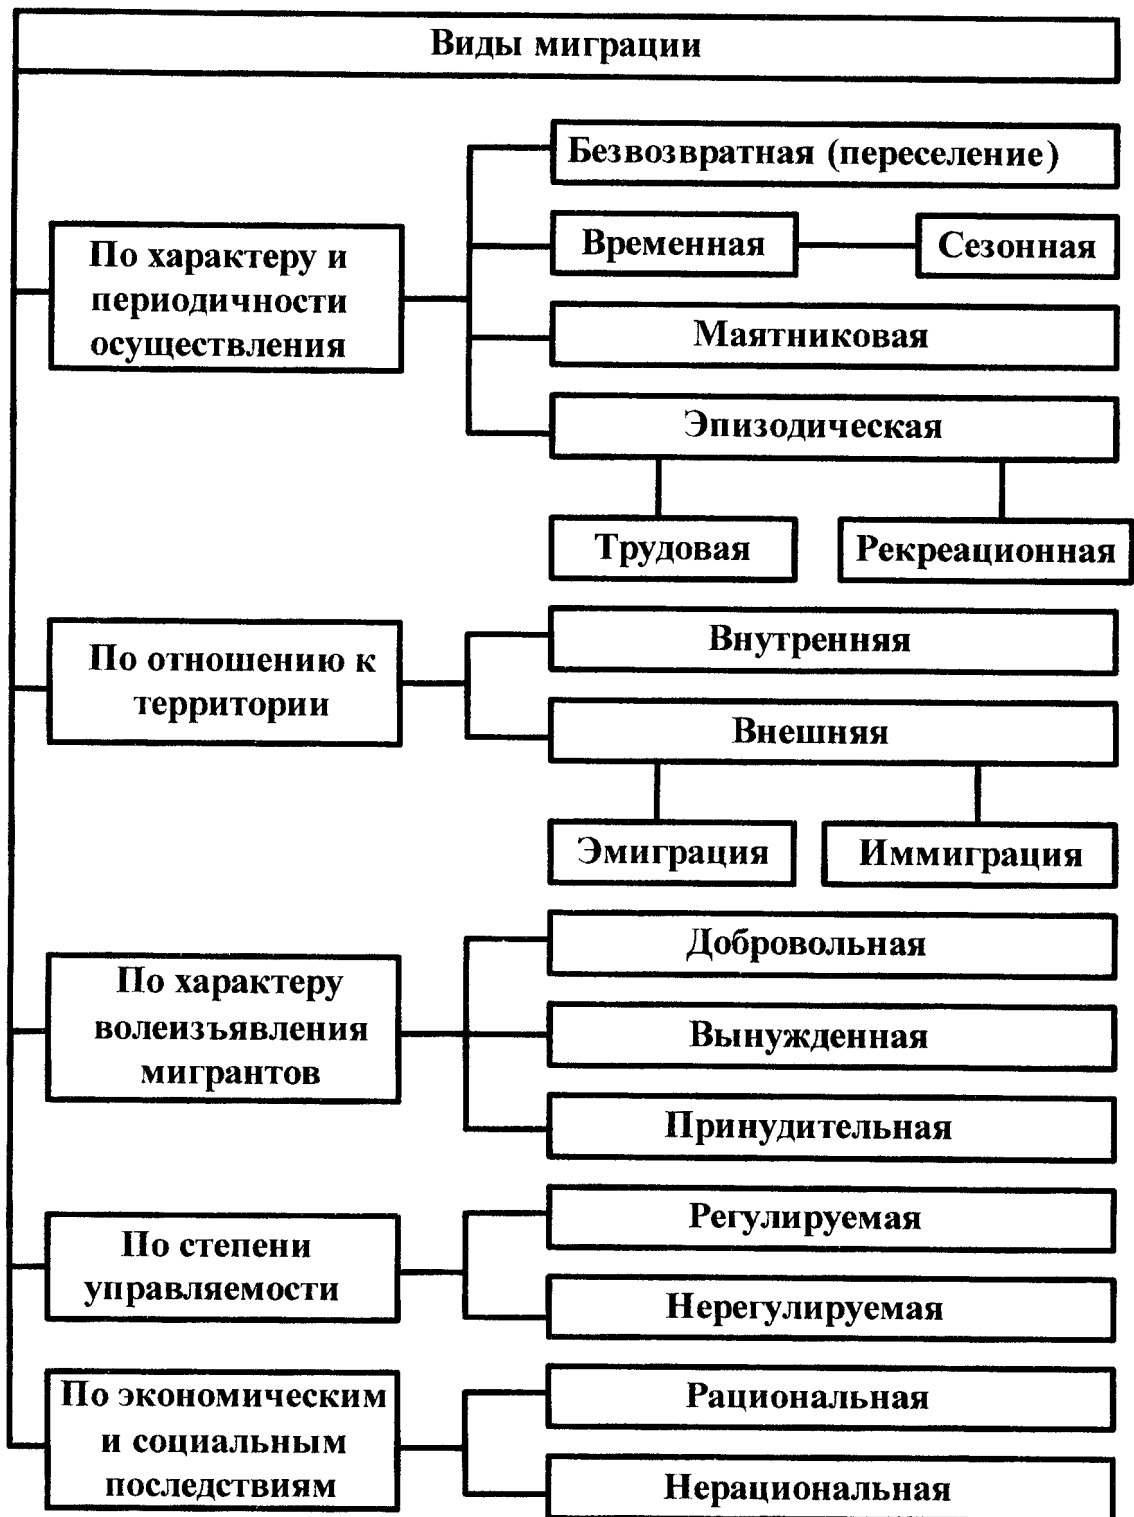 Виды миграции
По характеру и
периодичности
осуществления
Безвозвратная (переселение)
Временная
Сезонная
Маятниковая
Эпизодическая
Трудовая
Рекреационная
По отношению к
территории
Внутренняя
Внешняя
Эмиграция
Иммиграция
По характеру
волеизъявления
мигрантов
Добровольная
Вынужденная
Принудительная
По степени
управляемости
Регулируемая
Нерегулируемая
По экономическим
и социальным
последствиям
Рациональная
Нерациональная